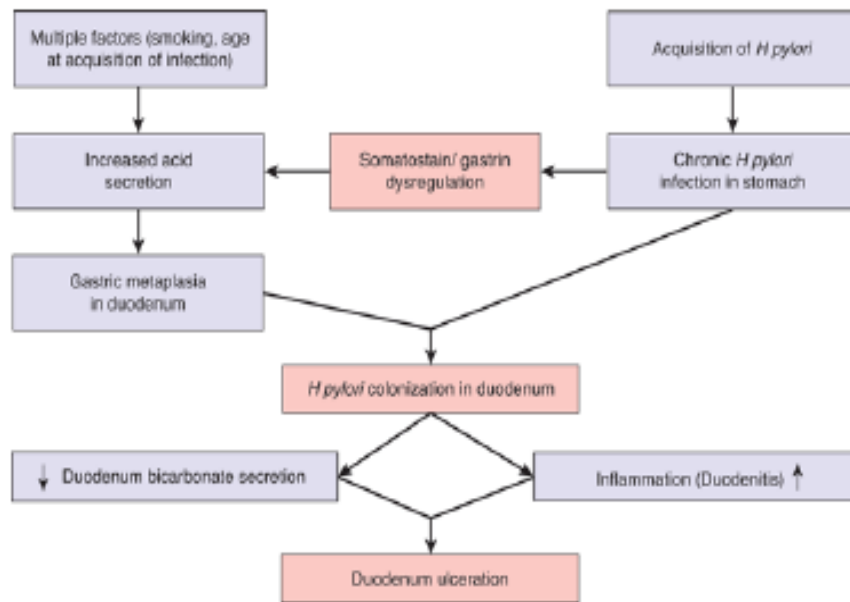 Multiple factors (smoking, age
at acquisition of infection)
Acquisition of H pylori
Increased acid
secretion
Somatostain/ gastrin
dysregulation
Chronic H pylori
infection in stomach
Gastric metaplasia
in duodenum
H pylori colonization in duodenum
↓ Duodenum bicarbonate secretion
Inflammation (Duodenitis) ↑
Duodenum ulceration